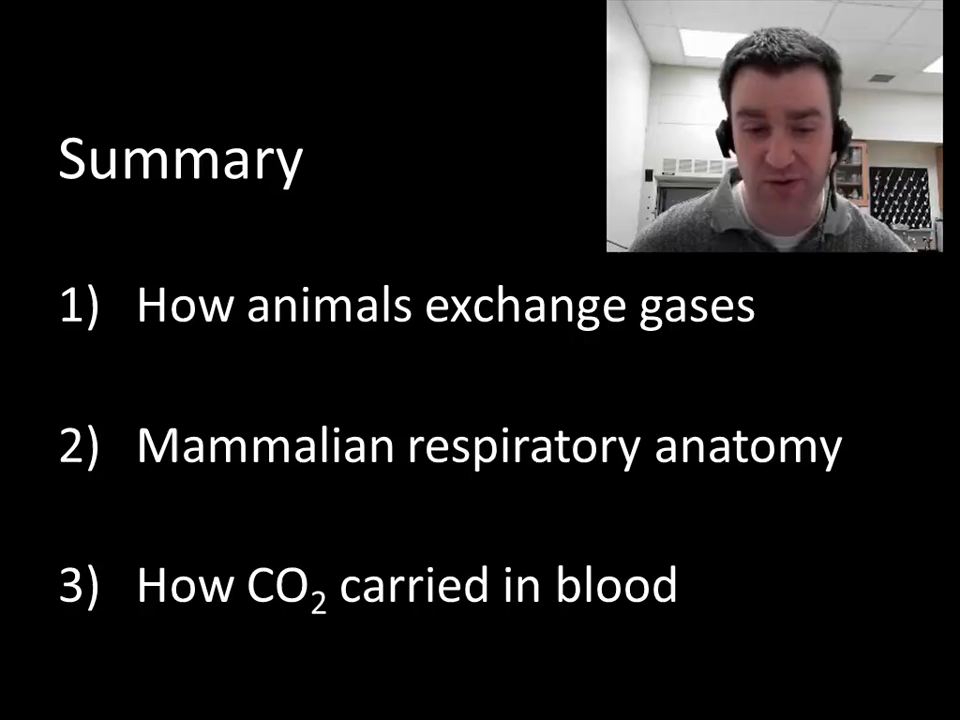 Summary
1) How animals exchange gases
2) Mammalian respiratory anatomy
3) How CO₂ carried in blood